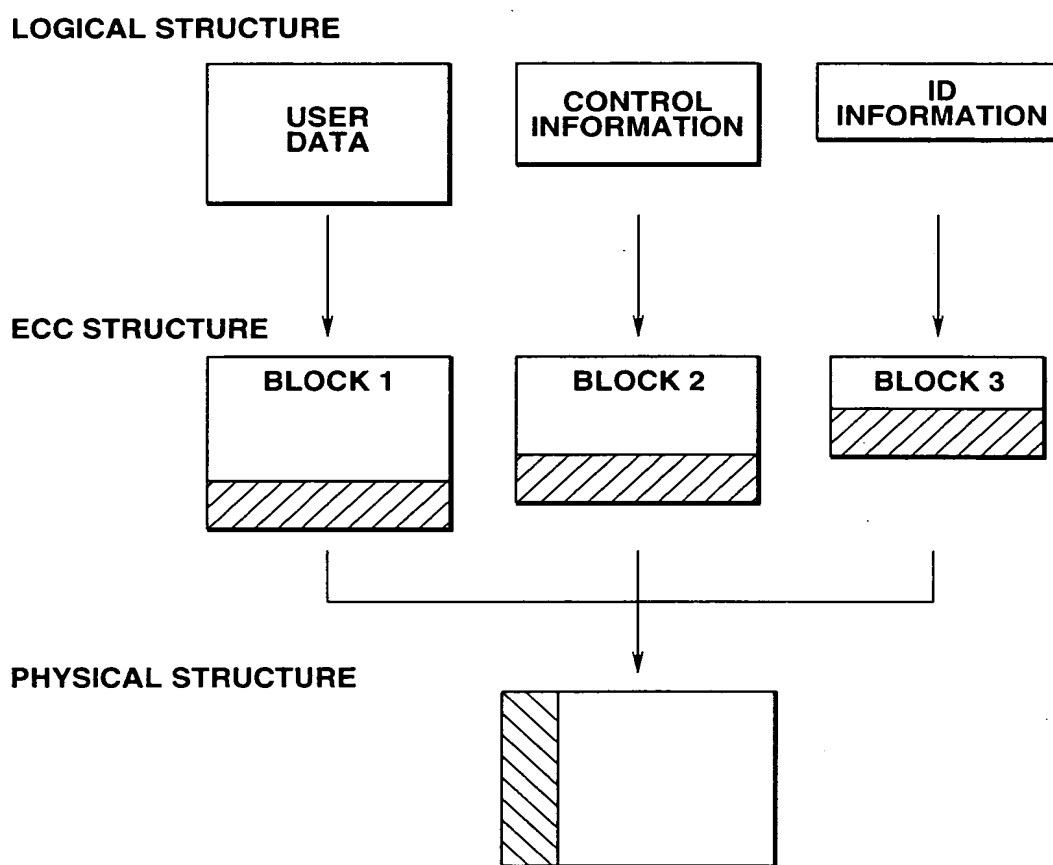 LOGICAL STRUCTURE
USER
DATA
CONTROL
INFORMATION
ID
INFORMATION
ECC STRUCTURE
BLOCK 1
BLOCK 2
BLOCK 3
PHYSICAL STRUCTURE